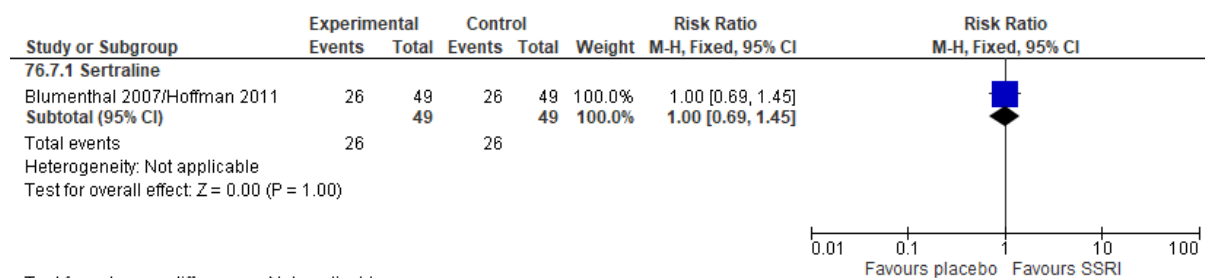 Experimental Control Risk Ratio Risk Ratio
Study or Subgroup Events Total Events Total Weight M-H, Fixed, 95% CI M-H, Fixed, 95% CI
76.7.1 Sertraline
Blumenthal 2007/Hoffman 2011 26 49 26 49 100.0% 1.00 [0.69, 1.45]
Subtotal (95% CI) 49 49 100.0% 1.00 [0.69, 1.45]
Total events 26 26
Heterogeneity: Not applicable
Test for overall effect: Z = 0.00 (P = 1.00)
0.01 0.1 1 10 100
Favours placebo Favours SSRI